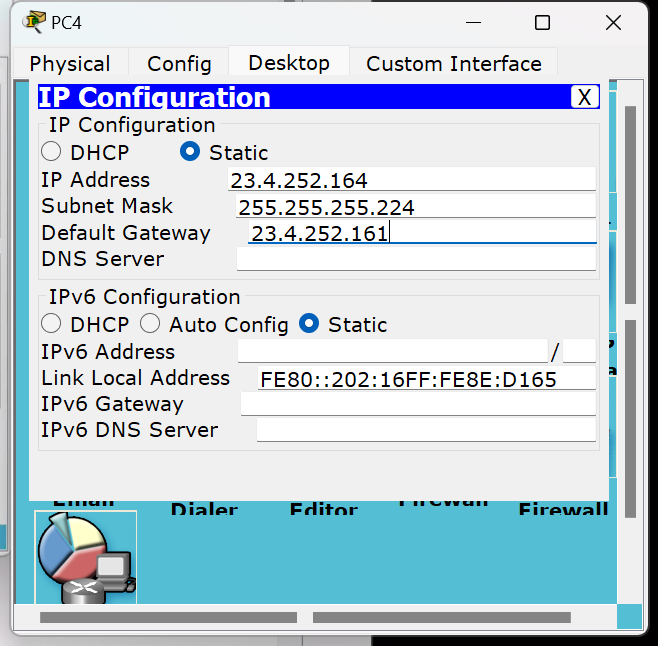 PC4
Physical Config Desktop Custom Interface
IP Configuration X
IP Configuration
DHCP Static
IP Address 23.4.252.164
Subnet Mask 255.255.255.224
Default Gateway 23.4.252.161
DNS Server
IPv6 Configuration
DHCP Auto Config Static
IPv6 Address /
Link Local Address FE80::202:16FF:FE8E:D165
IPv6 Gateway
IPv6 DNS Server
Email Dialer Editor Firewall Firewall